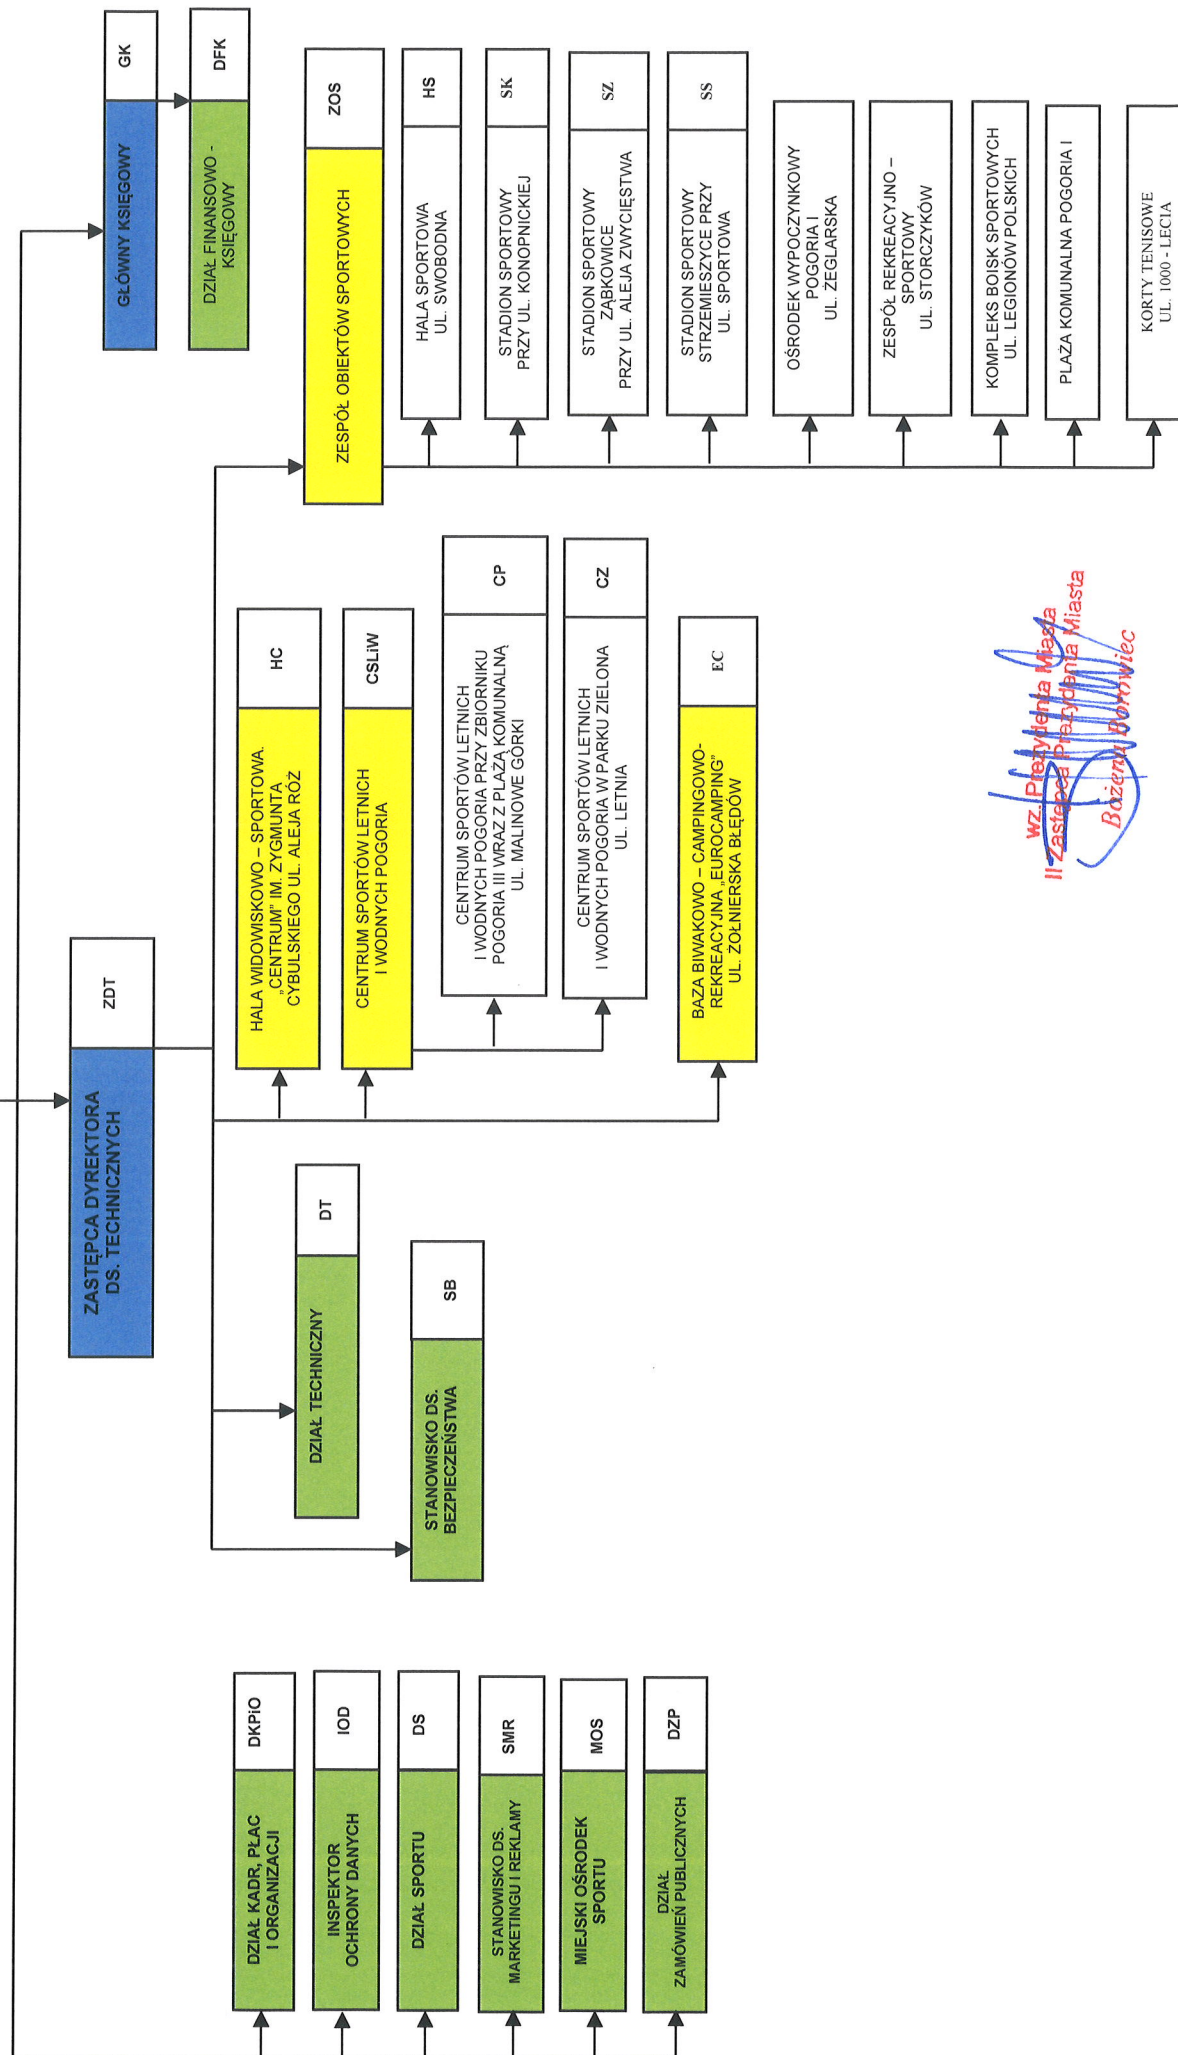 GŁÓWNY KSIĘGOWY
GK
DZIAŁ FINANSOWO -
KSIĘGOWY
DFK
ZASTĘPCA DYREKTORA
DS. TECHNICZNYCH
ZDT
DZIAŁ KADR, PŁAC
I ORGANIZACJI
DKPiO
INSPEKTOR
OCHRONY DANYCH
IOD
DZIAŁ SPORTU
DS
STANOWISKO DS.
MARKETINGU I REKLAMY
SMR
MIEJSKI OŚRODEK
SPORTU
MOS
DZIAŁ
ZAMÓWIEŃ PUBLICZNYCH
DZP
DZIAŁ TECHNICZNY
DT
STANOWISKO DS.
BEZPIECZEŃSTWA
SB
HALA WIDOWISKOWO – SPORTOWA.
„CENTRUM" IM. ZYGMUNTA
CYBULSKIEGO UL. ALEJA RÓŻ
HC
CENTRUM SPORTÓW LETNICH
I WODNYCH POGORIA
CSLiW
CENTRUM SPORTÓW LETNICH
I WODNYCH POGORIA PRZY ZBIORNIKU
POGORIA III WRAZ Z PLAŻĄ KOMUNALNĄ
UL. MALINOWE GÓRKI
CP
CENTRUM SPORTÓW LETNICH
I WODNYCH POGORIA W PARKU ZIELONA
UL. LETNIA
CZ
BAZA BIWAKOWO – CAMPINGOWO-
REKREACYJNA „EUROCAMPING"
UL. ŻOŁNIERSKA BŁĘDÓW
EC
ZESPÓŁ OBIEKTÓW SPORTOWYCH
ZOS
HALA SPORTOWA
UL. SWOBODNA
HS
STADION SPORTOWY
PRZY UL. KONOPNICKIEJ
SK
STADION SPORTOWY
ZĄBKOWICE
PRZY UL. ALEJA ZWYCIĘSTWA
SZ
STADION SPORTOWY
STRZEMIESZYCE PRZY
UL. SPORTOWA
SS
OŚRODEK WYPOCZYNKOWY
POGORIA I
UL. ŻEGLARSKA
ZESPÓŁ REKREACYJNO –
SPORTOWY
UL. STORCZYKÓW
KOMPLEKS BOISK SPORTOWYCH
UL. LEGIONÓW POLSKICH
PLAŻA KOMUNALNA POGORIA I
KORTY TENISOWE
UL. 1000 - LECIA
wz. Prezydenta Miasta
II Zastępca Prezydenta Miasta
Bożena Borowiec